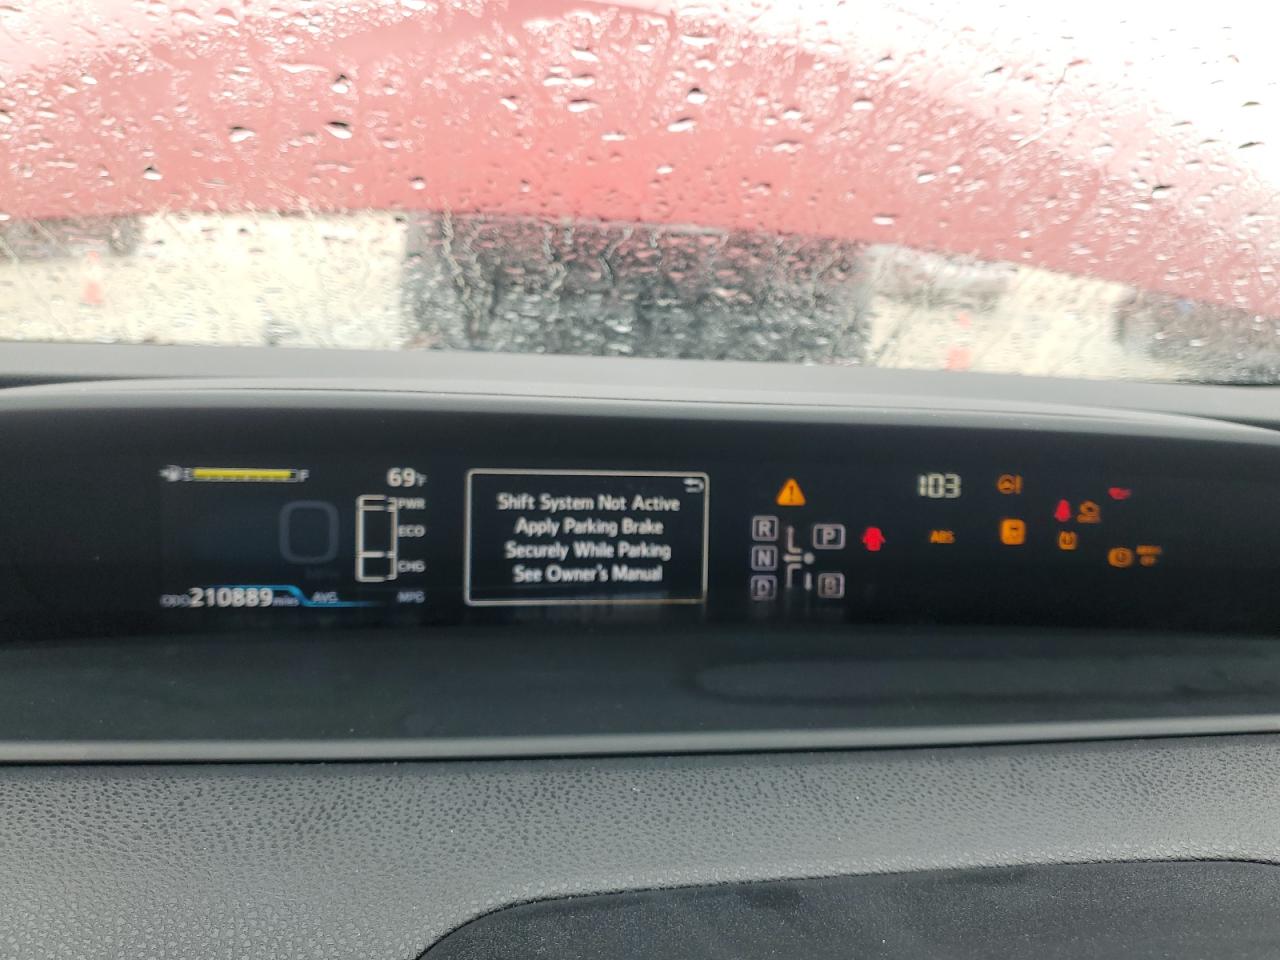 E F
69°F
PWR
ECO
CHG
ODO 210889 miles AVG MPG
Shift System Not Active
Apply Parking Brake
Securely While Parking
See Owner's Manual
R
N
D
P
B
103
ABS